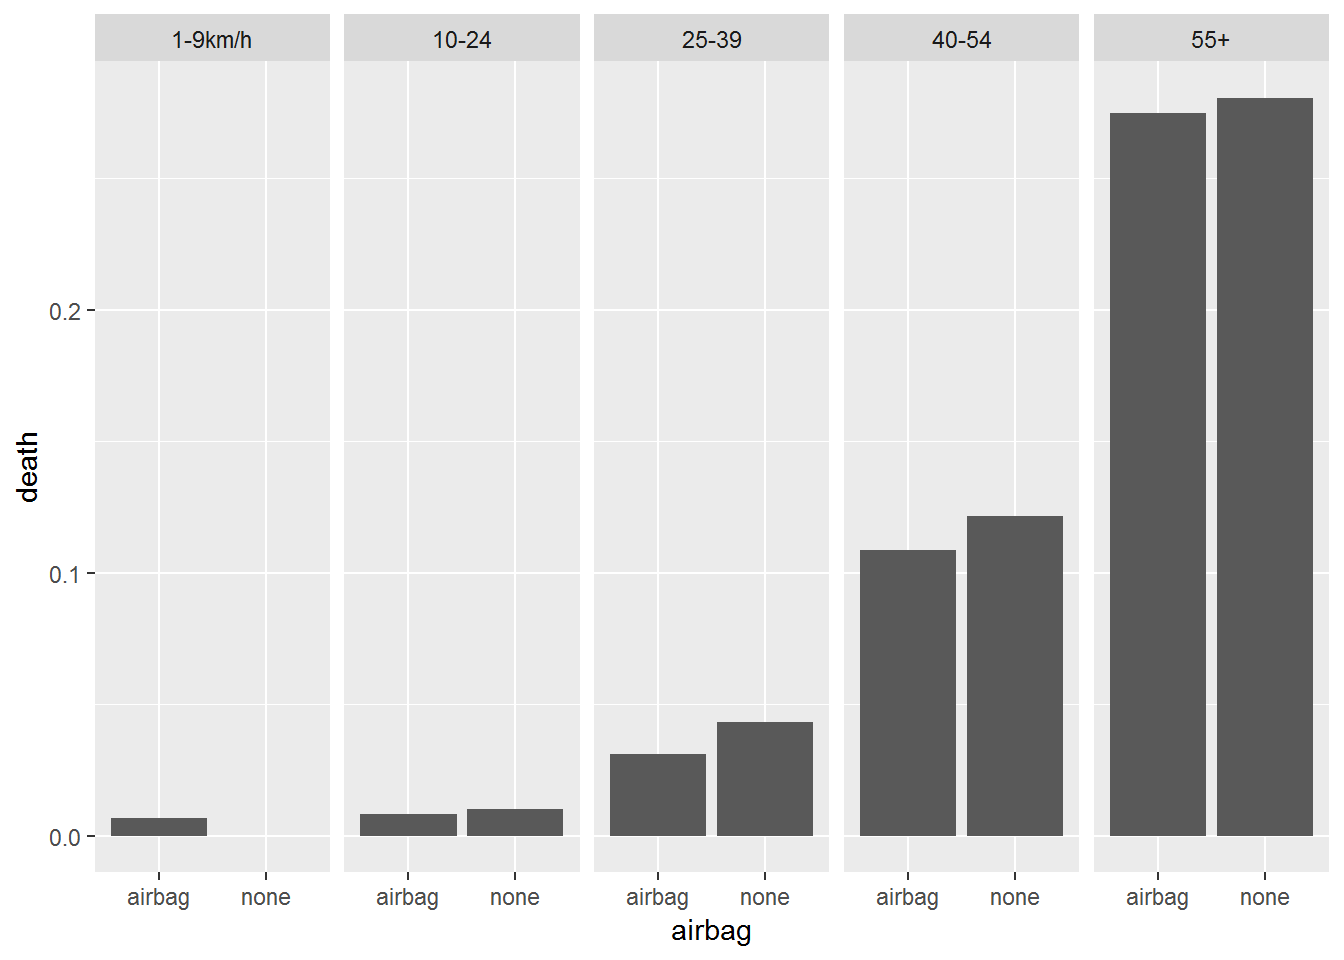 1-9km/h 10-24 25-39 40-54 55+
0.2
death
0.1
0.0
airbag none airbag none airbag none airbag none airbag none
airbag